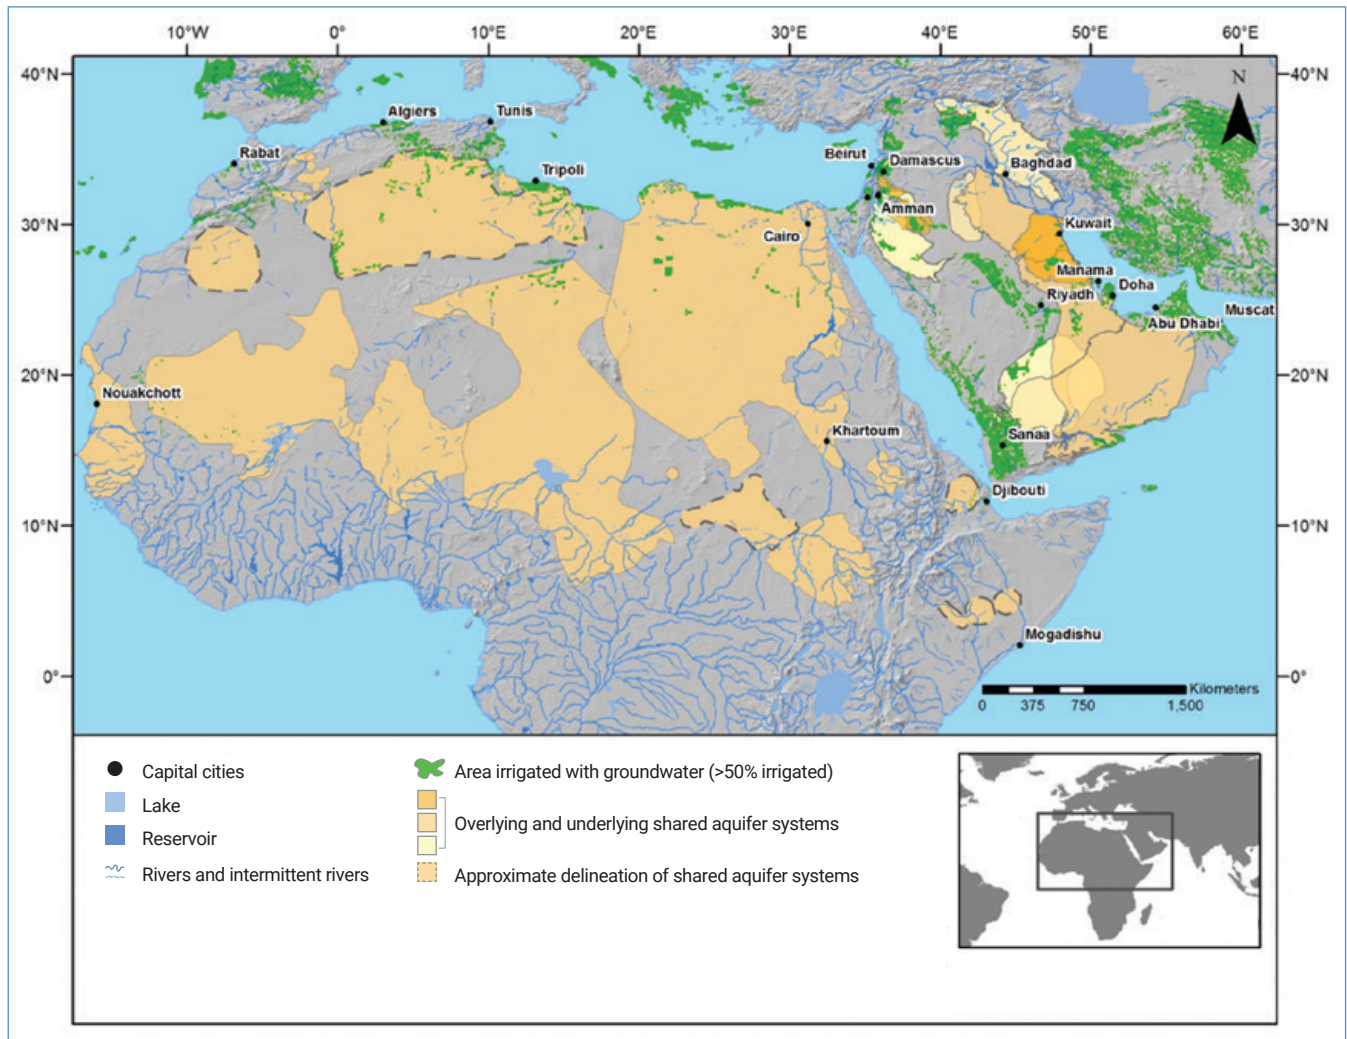 10°W 0° 10°E 20°E 30°E 40°E 50°E 60°E
40°N 40°N
N
Algiers Tunis
Rabat Beirut Damascus Baghdad
Tripoli
30°N Amman 30°N
Cairo Kuwait
Manama Doha
Riyadh Muscat
Abu Dhabi
20°N 20°N
Nouakchott
Khartoum Sanaa
Djibouti
10°N 10°N
Mogadishu
0° 0°
Kilometers
0 375 750 1,500
Capital cities
Lake
Reservoir
Rivers and intermittent rivers
Area irrigated with groundwater (>50% irrigated)
Overlying and underlying shared aquifer systems
Approximate delineation of shared aquifer systems